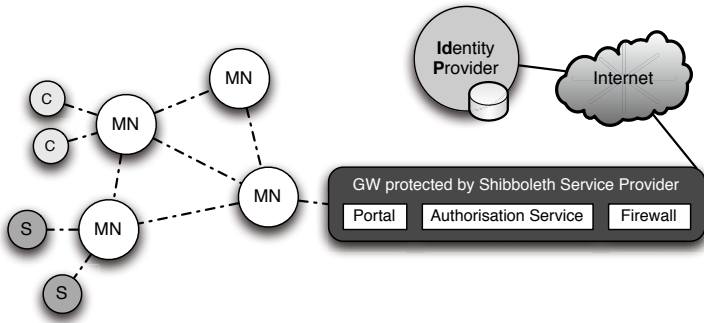 Identity
Provider
Internet
MN
C
MN
C
MN
GW protected by Shibboleth Service Provider
Portal
Authorisation Service
Firewall
S
MN
S